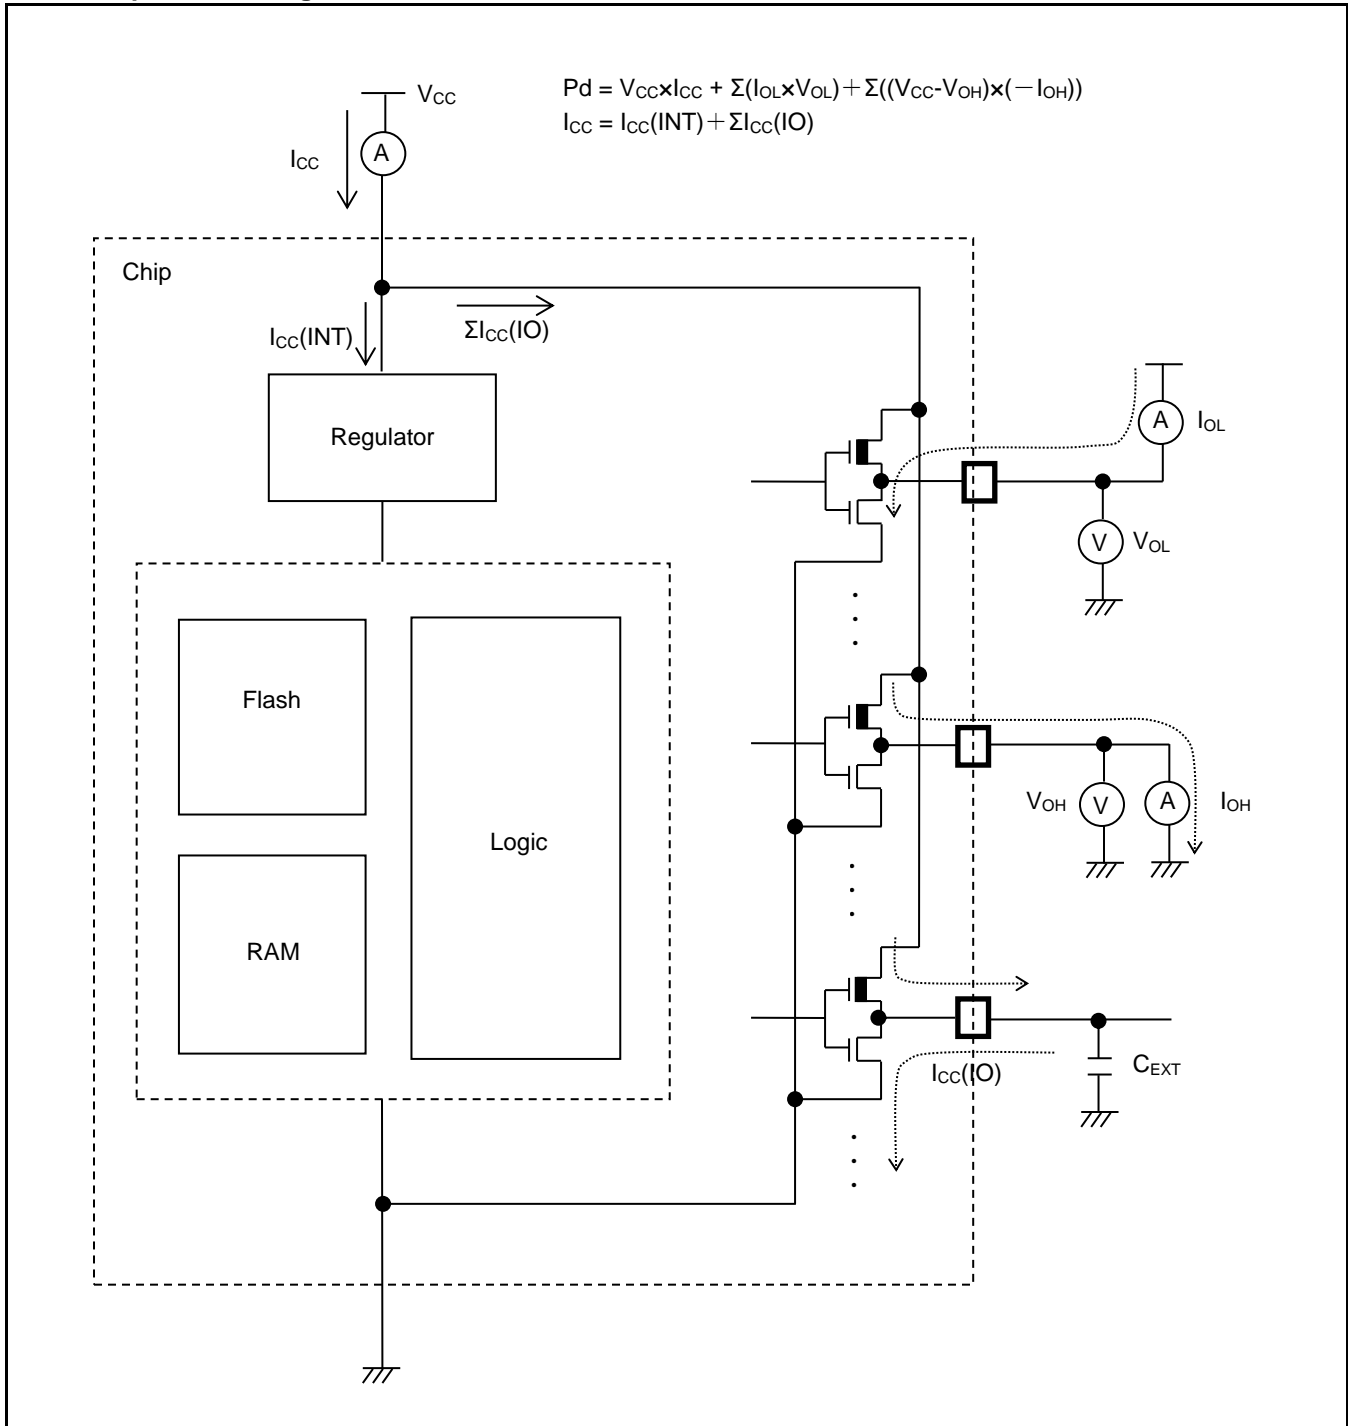 Pd = VCC×ICC + Σ(IOL×VOL)＋Σ((VCC-VOH)×(－IOH))
ICC = ICC(INT)＋ΣICC(IO)
VCC
A
ICC
Chip
ICC(INT)
ΣICC(IO)
Regulator
A
IOL
V
VOL
Flash
Logic
RAM
VOH
V
A
IOH
ICC(IO)
CEXT